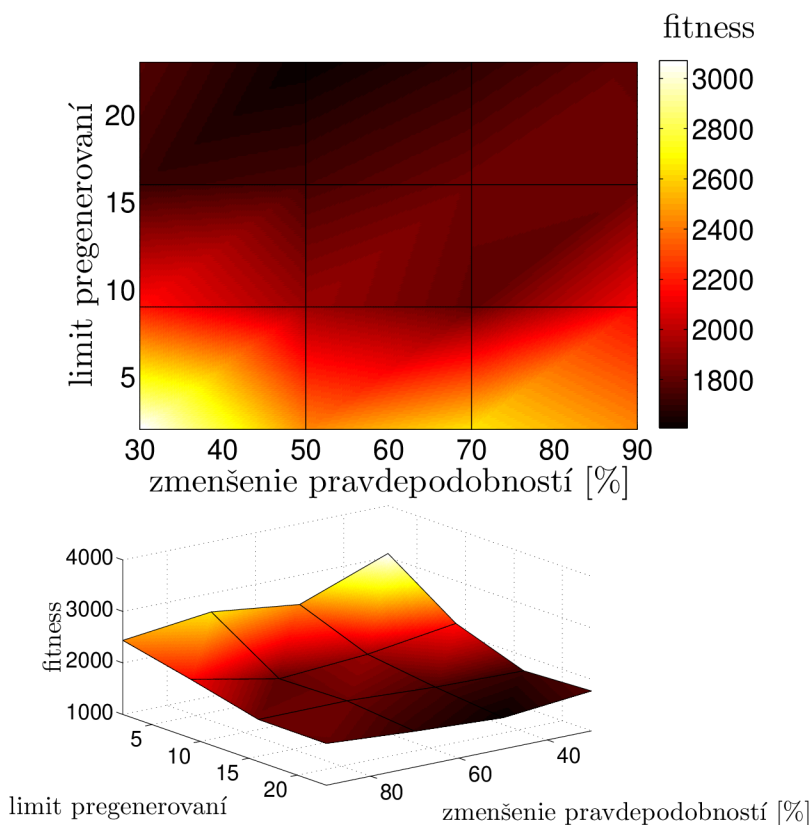 fitness
3000
2800
2600
2400
2200
2000
1800
limit pregenerovaní
20
15
10
5
30 40 50 60 70 80 90
zmenšenie pravdepodobností [%]
fitness
4000
3000
2000
1000
5 10 15 20
80 60 40
limit pregenerovaní
zmenšenie pravdepodobností [%]